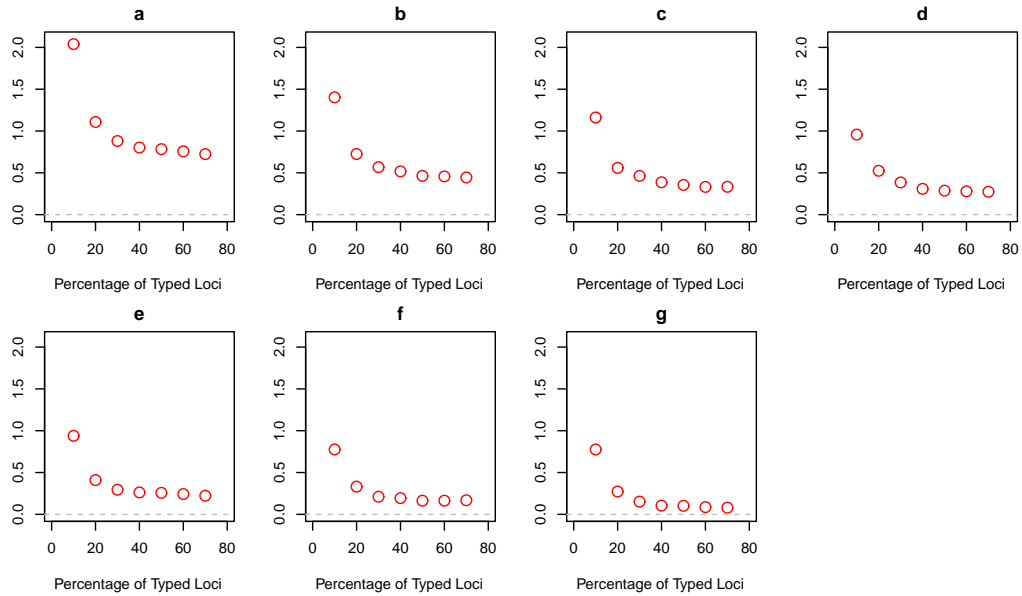 a b c d
2.0 2.0 2.0 2.0
1.5 1.5 1.5 1.5
1.0 1.0 1.0 1.0
0.5 0.5 0.5 0.5
0.0 0.0 0.0 0.0
0 20 40 60 80 0 20 40 60 80 0 20 40 60 80 0 20 40 60 80
Percentage of Typed Loci Percentage of Typed Loci Percentage of Typed Loci Percentage of Typed Loci
e f g
2.0 2.0 2.0
1.5 1.5 1.5
1.0 1.0 1.0
0.5 0.5 0.5
0.0 0.0 0.0
0 20 40 60 80 0 20 40 60 80 0 20 40 60 80
Percentage of Typed Loci Percentage of Typed Loci Percentage of Typed Loci